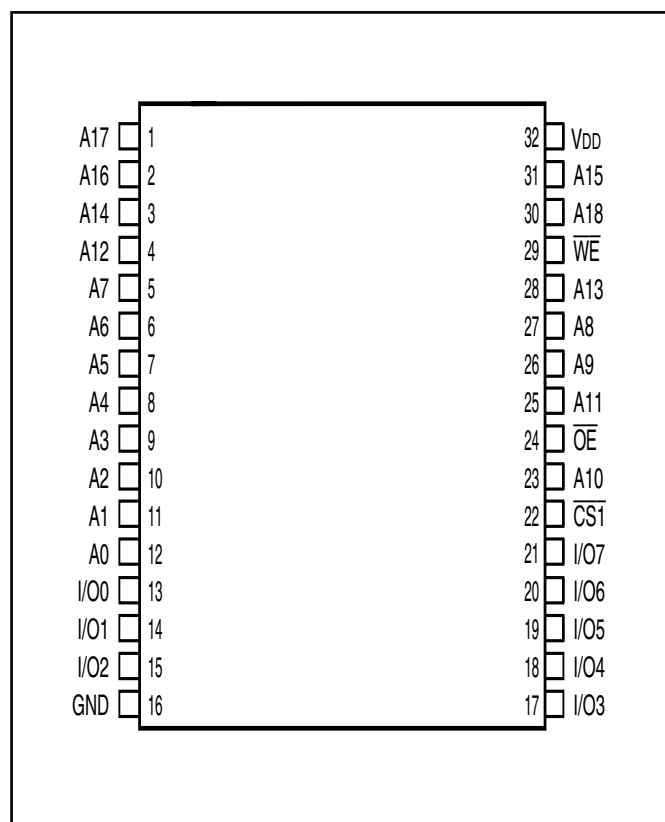 A17 1 32 VDD
A16 2 31 A15
A14 3 30 A18
A12 4 29 W̅E̅
A7 5 28 A13
A6 6 27 A8
A5 7 26 A9
A4 8 25 A11
A3 9 24 O̅E̅
A2 10 23 A10
A1 11 22 C̅S̅1̅
A0 12 21 I/O7
I/O0 13 20 I/O6
I/O1 14 19 I/O5
I/O2 15 18 I/O4
GND 16 17 I/O3